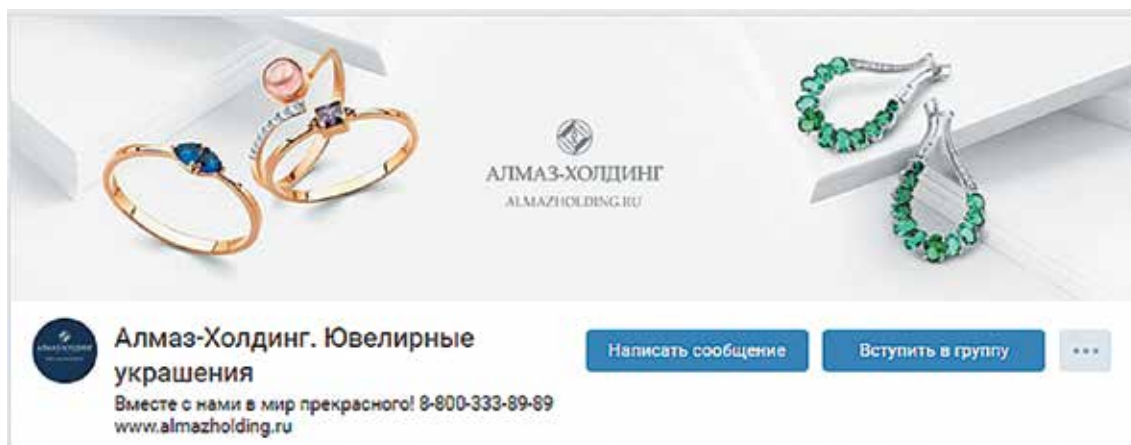 АЛМАЗ-ХОЛДИНГ
ALMAZHOLDING.RU
Алмаз-Холдинг. Ювелирные
украшения
Вместе с нами в мир прекрасного! 8-800-333-89-89
www.almazholding.ru
Написать сообщение
Вступить в группу